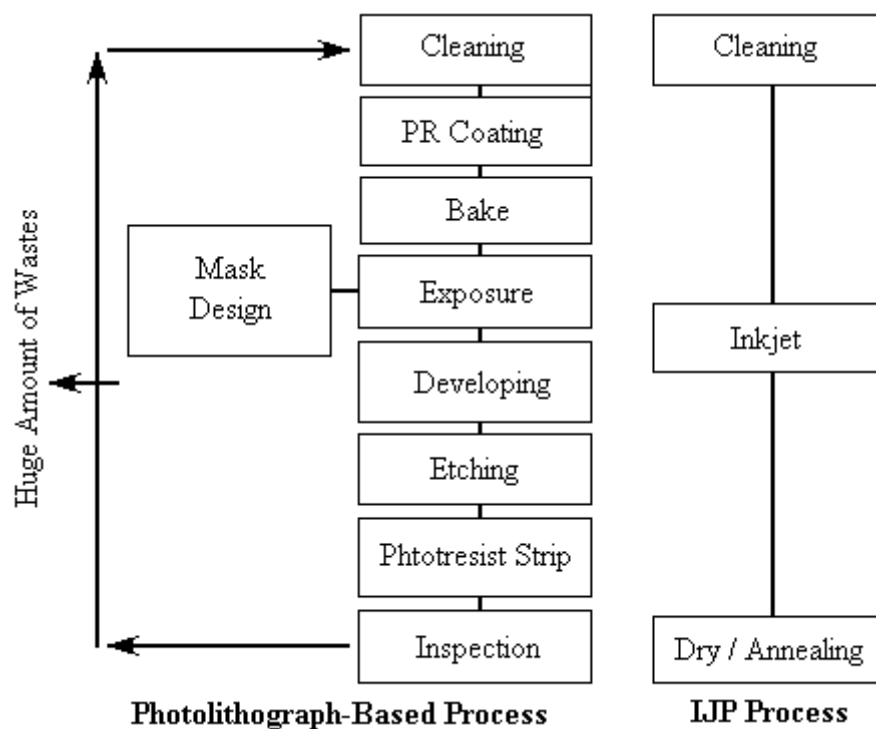 Cleaning
PR Coating
Bake
Mask
Design
Exposure
Developing
Etching
Phtotresist Strip
Inspection
Huge Amount of Wastes
Photolithograph-Based Process
Cleaning
Inkjet
Dry / Annealing
IJP Process